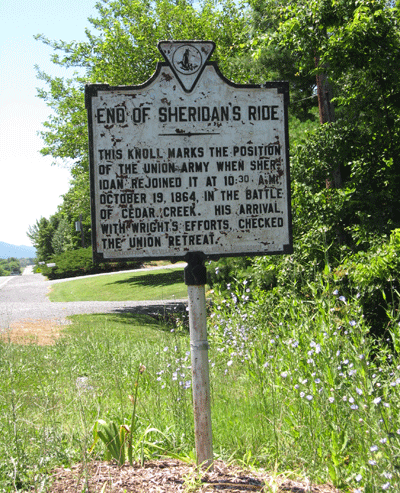 END OF SHERIDAN'S RIDE
THIS KNOLL MARKS THE POSITION
OF THE UNION ARMY WHEN SHER-
IDAN REJOINED IT AT 10:30 A.M.
OCTOBER 19, 1864, IN THE BATTLE
OF CEDAR CREEK. HIS ARRIVAL,
WITH WRIGHT'S EFFORTS, CHECKED
THE UNION RETREAT.